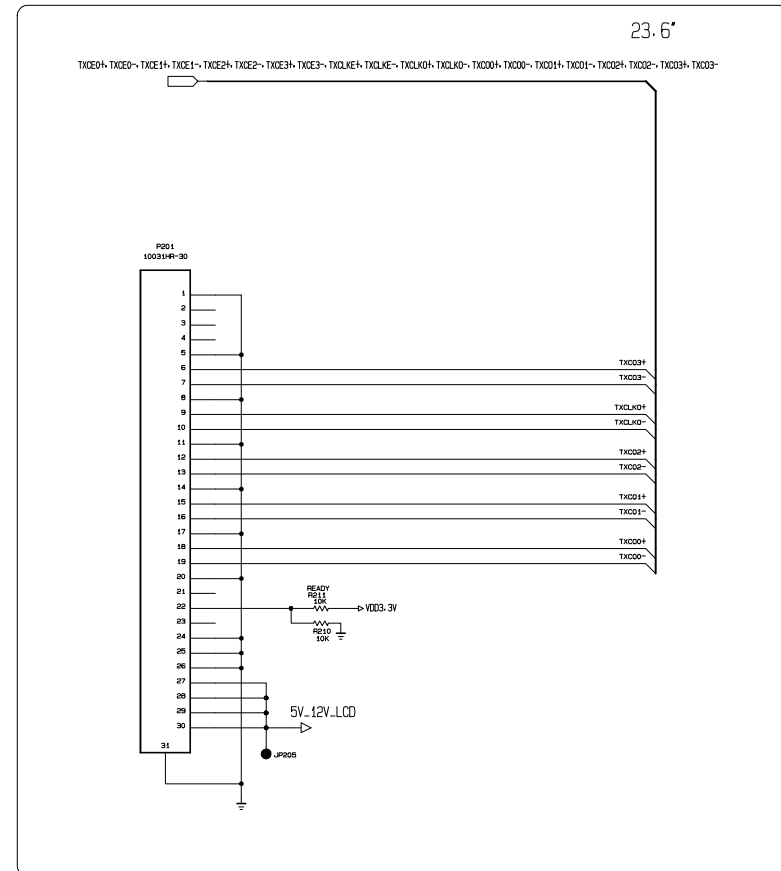 23.6"
TXCE0+,TXCE0-,TXCE1+,TXCE1-,TXCE2+,TXCE2-,TXCE3+,TXCE3-,TXCLKE+,TXCLKE-,TXCLKO+,TXCLKO-,TXCO0+,TXCO0-,TXCO1+,TXCO1-,TXCO2+,TXCO2-,TXCO3+,TXCO3-
P201
10031HR-30
1
2
3
4
5
6 TXCO3+
7 TXCO3-
8
9 TXCLKO+
10 TXCLKO-
11
12 TXCO2+
13 TXCO2-
14
15 TXCO1+
16 TXCO1-
17
18 TXCO0+
19 TXCO0-
20
21
READY
R211
10K
22 VDD3.3V
23
R210
10K
24
25
26
27
28
29
5V_12V_LCD
30
31
JP205